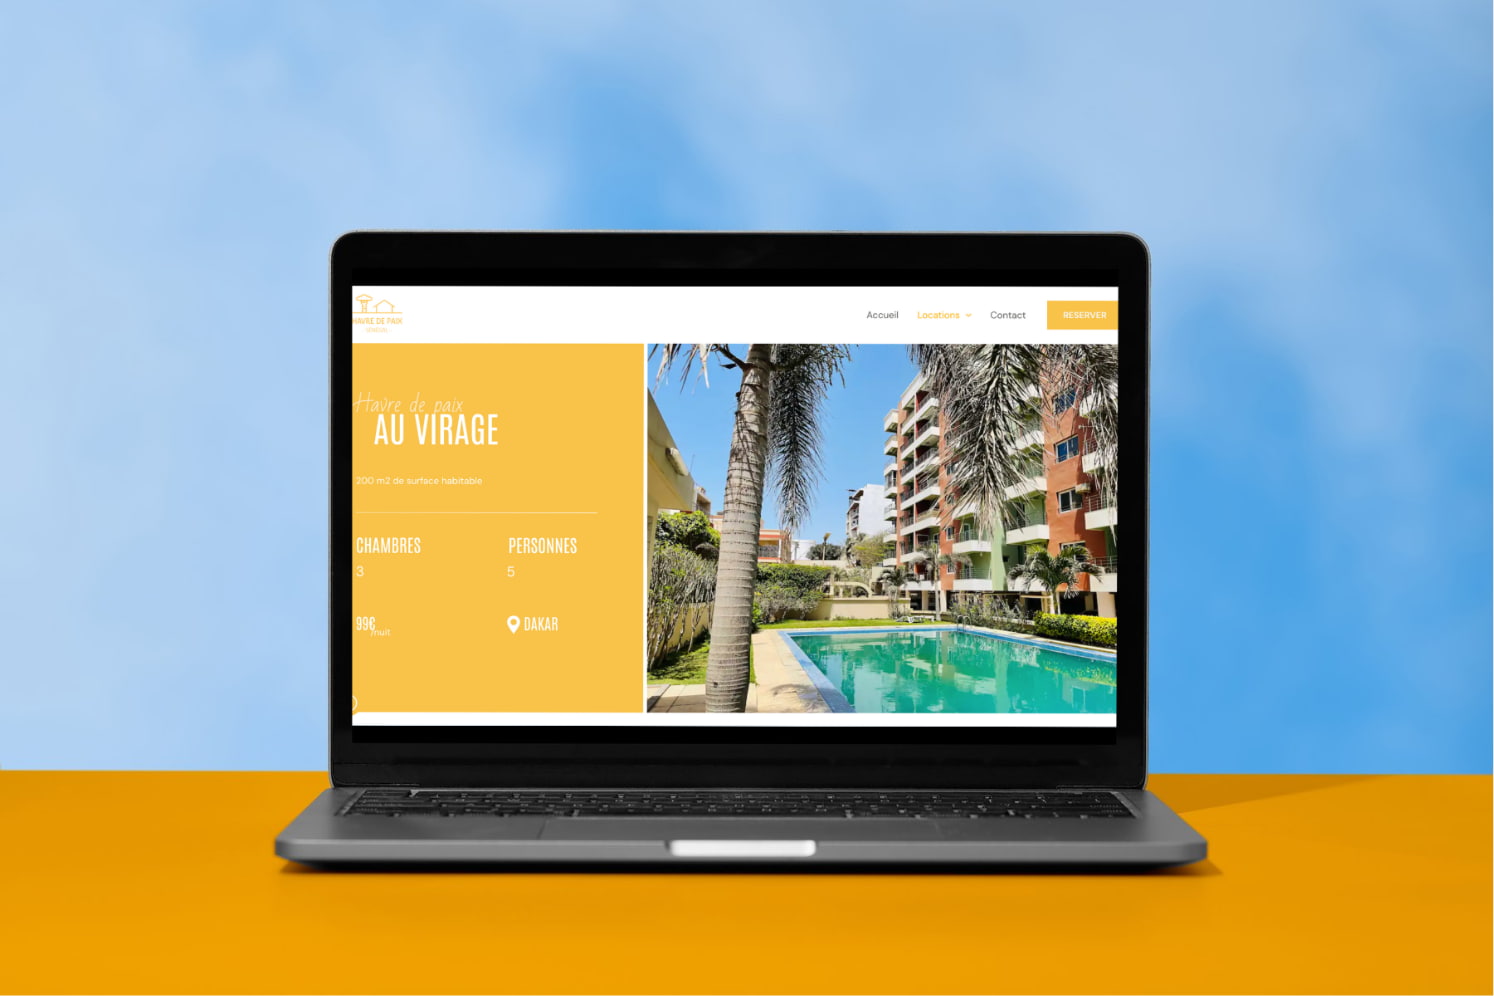 HAVRE DE PAIX
SÉNÉGAL
Accueil
Locations
Contact
RESERVER
Havre de paix
AU VIRAGE
200 m2 de surface habitable
CHAMBRES
3
PERSONNES
5
99€
/nuit
DAKAR